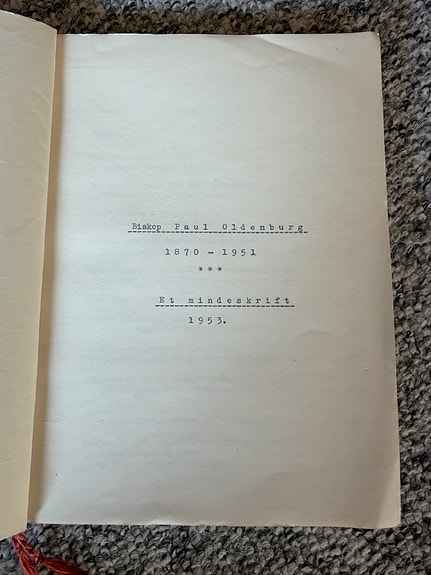 Biskop Paul Oldenburg
1870 - 1951
***
Et mindeskrift
1953.